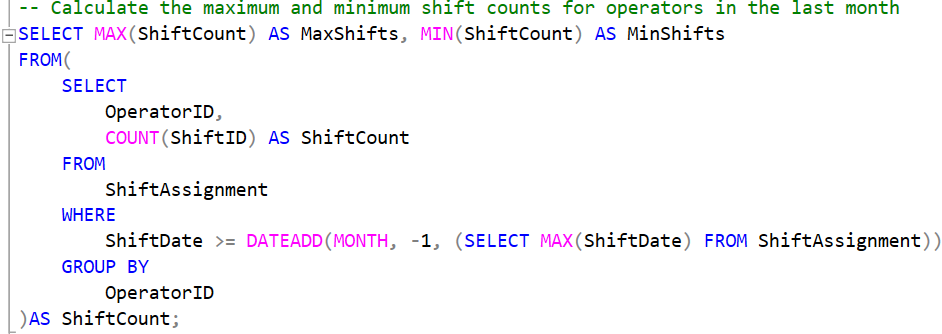 -- Calculate the maximum and minimum shift counts for operators in the last month
SELECT MAX(ShiftCount) AS MaxShifts, MIN(ShiftCount) AS MinShifts
FROM(
    SELECT
        OperatorID,
        COUNT(ShiftID) AS ShiftCount
    FROM
        ShiftAssignment
    WHERE
        ShiftDate >= DATEADD(MONTH, -1, (SELECT MAX(ShiftDate) FROM ShiftAssignment))
    GROUP BY
        OperatorID
)AS ShiftCount;